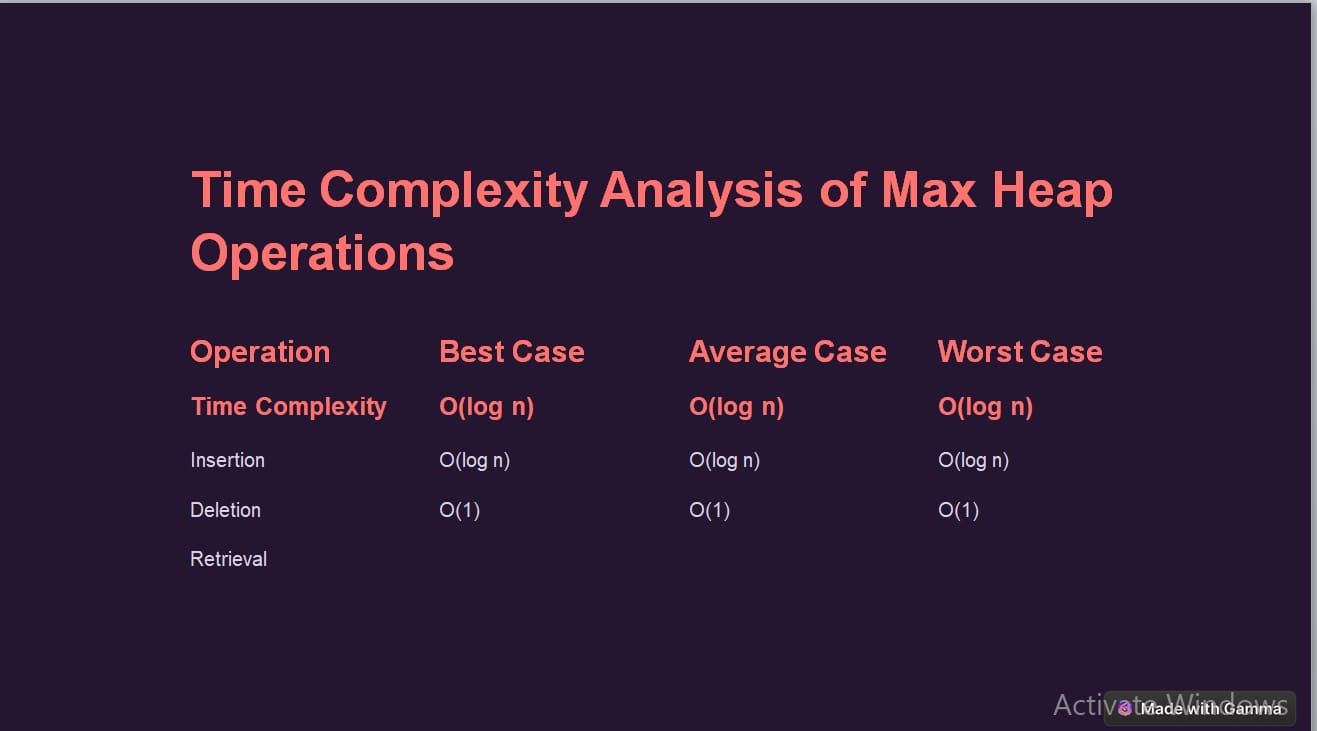 Time Complexity Analysis of Max Heap
Operations
Operation Best Case Average Case Worst Case
Time Complexity O(log n) O(log n) O(log n)
Insertion O(log n) O(log n) O(log n)
Deletion O(1) O(1) O(1)
Retrieval
Activate Windows
Made with Gamma